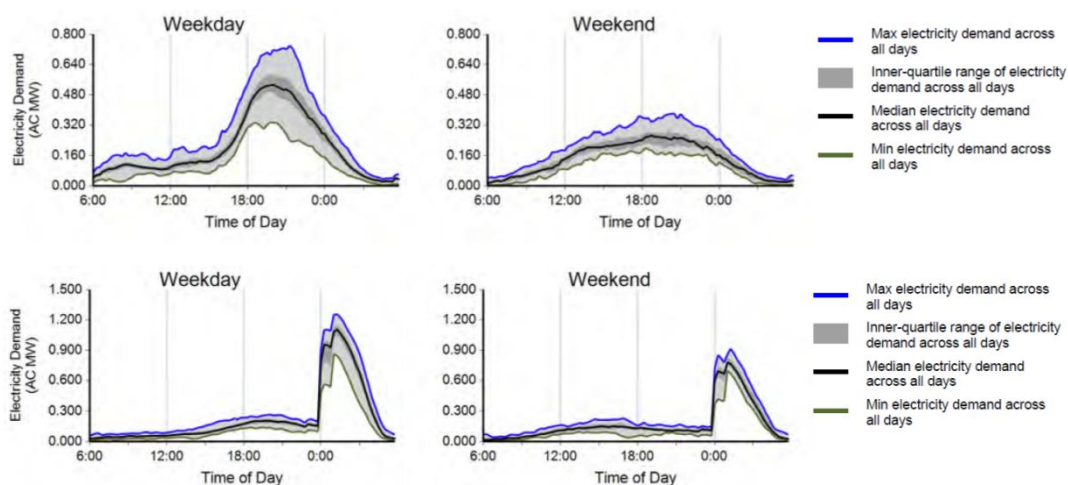 Weekday
Weekend
0.800
0.640
0.480
0.320
0.160
0.000
Electricity Demand
(AC MW)
6:00 12:00 18:00 0:00
Time of Day
0.800
0.640
0.480
0.320
0.160
0.000
6:00 12:00 18:00 0:00
Time of Day
Max electricity demand across
all days
Inner-quartile range of electricity
demand across all days
Median electricity demand
across all days
Min electricity demand across
all days
Weekday
Weekend
1.500
1.200
0.900
0.600
0.300
0.000
Electricity Demand
(AC MW)
6:00 12:00 18:00 0:00
Time of Day
1.500
1.200
0.900
0.600
0.300
0.000
6:00 12:00 18:00 0:00
Time of Day
Max electricity demand across
all days
Inner-quartile range of electricity
demand across all days
Median electricity demand
across all days
Min electricity demand across
all days